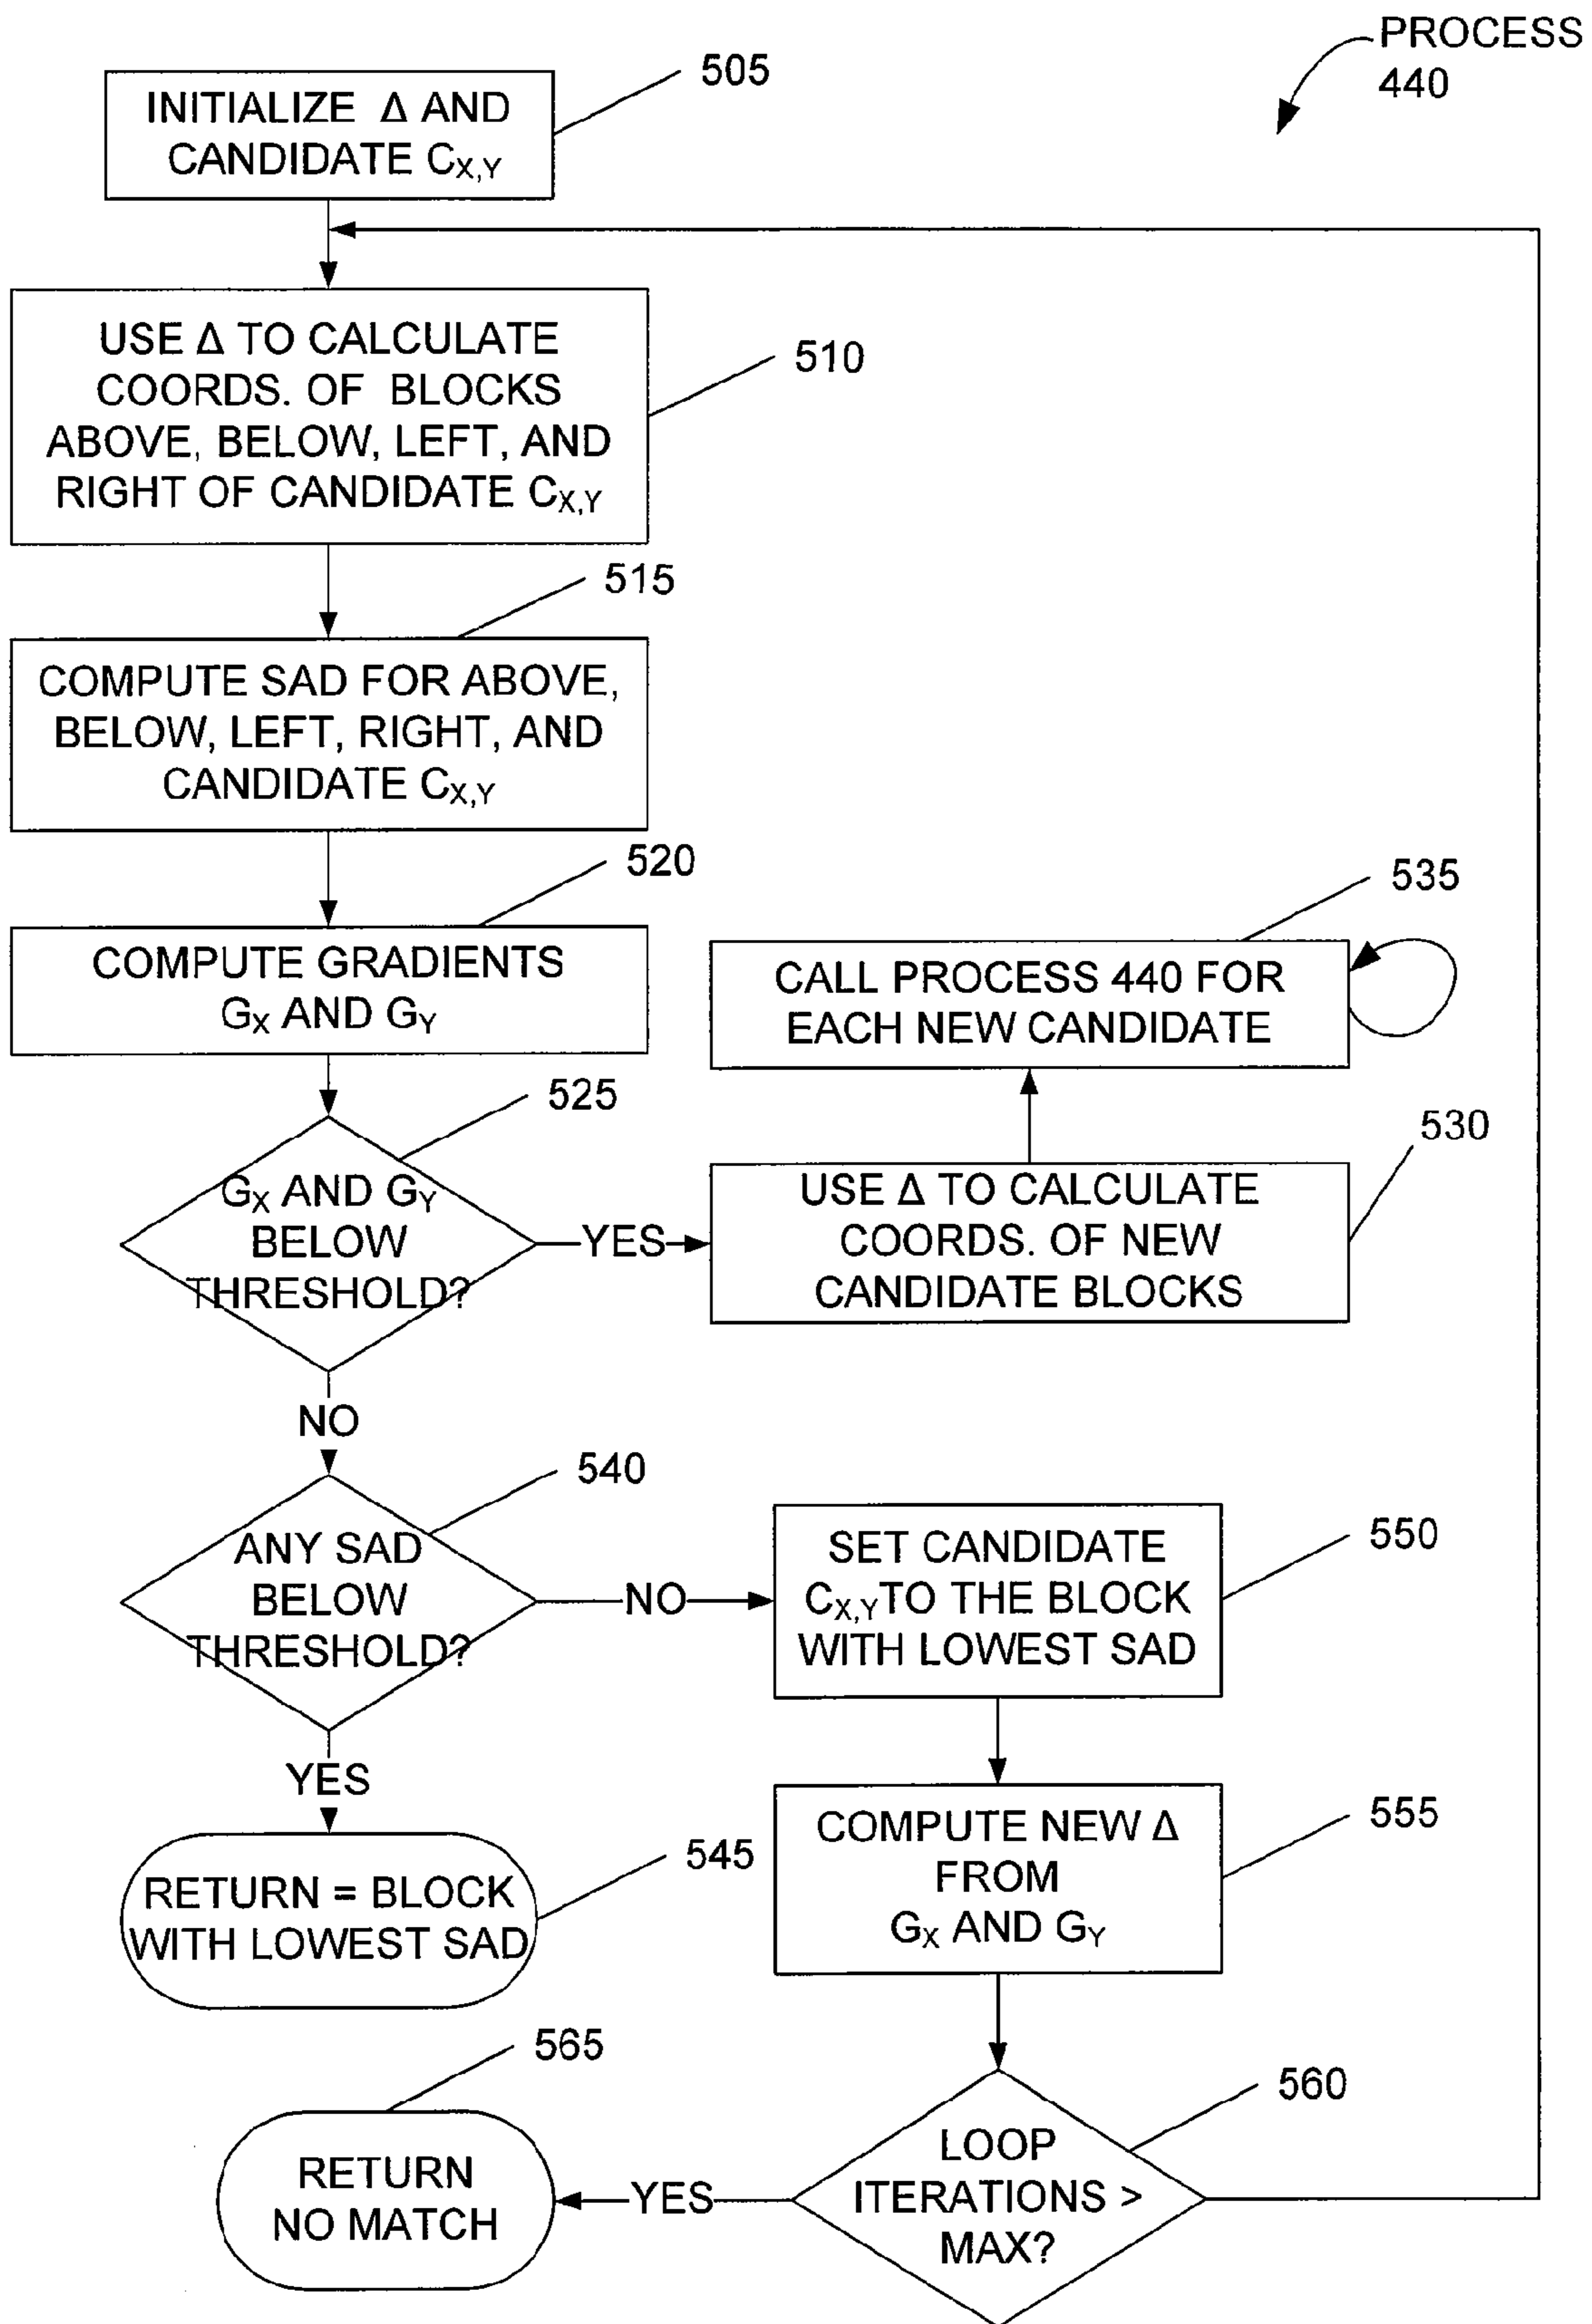 PROCESS
440
505
INITIALIZE Δ AND
CANDIDATE CX,Y
USE Δ TO CALCULATE
COORDS. OF BLOCKS
ABOVE, BELOW, LEFT, AND
RIGHT OF CANDIDATE CX,Y
510
515
COMPUTE SAD FOR ABOVE,
BELOW, LEFT, RIGHT, AND
CANDIDATE CX,Y
520
COMPUTE GRADIENTS
GX AND GY
535
CALL PROCESS 440 FOR
EACH NEW CANDIDATE
525
GX AND GY
BELOW
THRESHOLD?
YES
530
USE Δ TO CALCULATE
COORDS. OF NEW
CANDIDATE BLOCKS
NO
540
ANY SAD
BELOW
THRESHOLD?
NO
550
SET CANDIDATE
CX,Y TO THE BLOCK
WITH LOWEST SAD
YES
545
RETURN = BLOCK
WITH LOWEST SAD
555
COMPUTE NEW Δ
FROM
GX AND GY
565
RETURN
NO MATCH
YES
560
LOOP
ITERATIONS >
MAX?